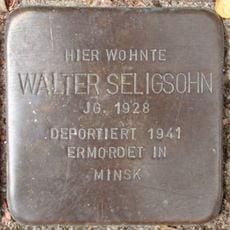 HIER WOHNTE
WALTER SELIGSOHN
JG. 1928
DEPORTIERT 1941
ERMORDET IN
MINSK